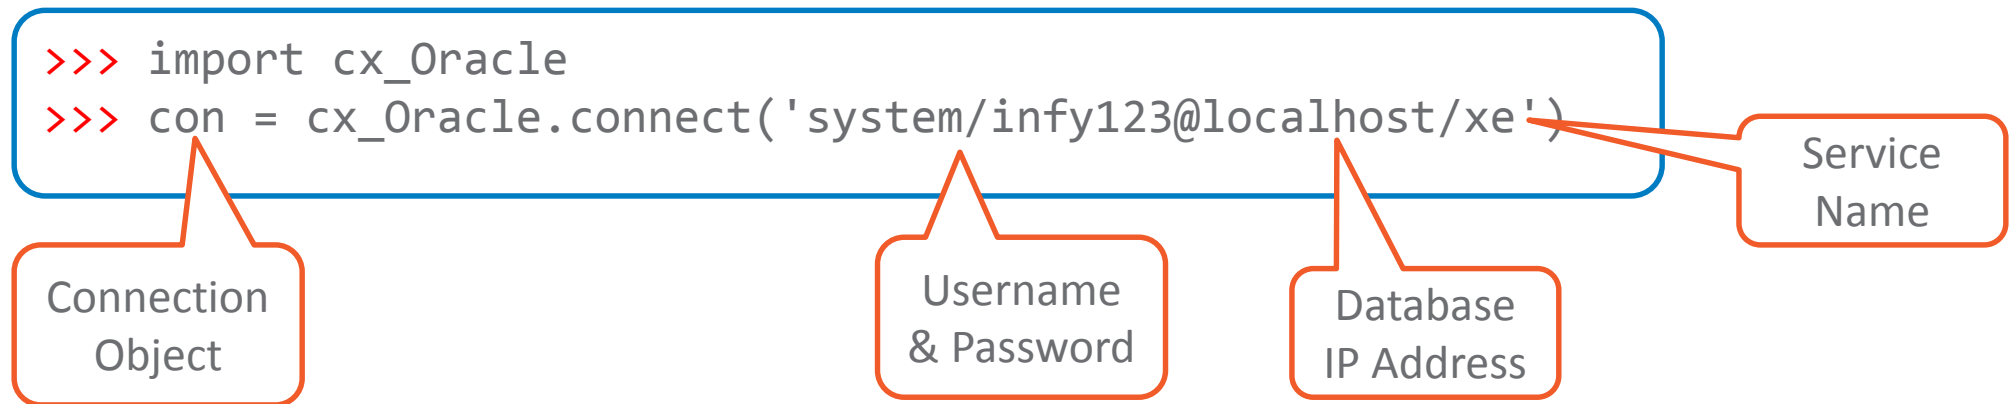 >>> import cx_Oracle
>>> con = cx_Oracle.connect('system/infy123@localhost/xe')
Service
Name
Connection
Object
Username
& Password
Database
IP Address